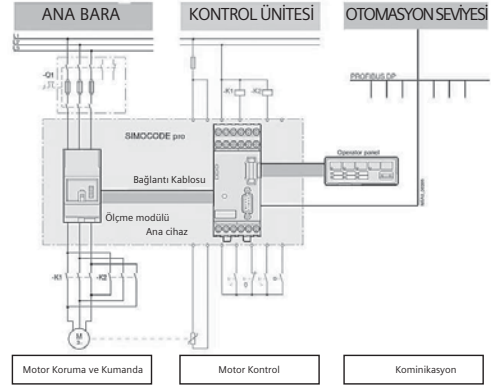 ANA BARA
KONTROL ÜNİTESİ
OTOMASYON SEVİYESİ
-Q1
-K1
-K2
PROFIBUS DP
SIMOCODE pro
Operator panel
Bağlantı Kablosu
Ölçme modülü
Ana cihaz
-K1
-K2
M
Motor Koruma ve Kumanda
Motor Kontrol
Kominikasyon